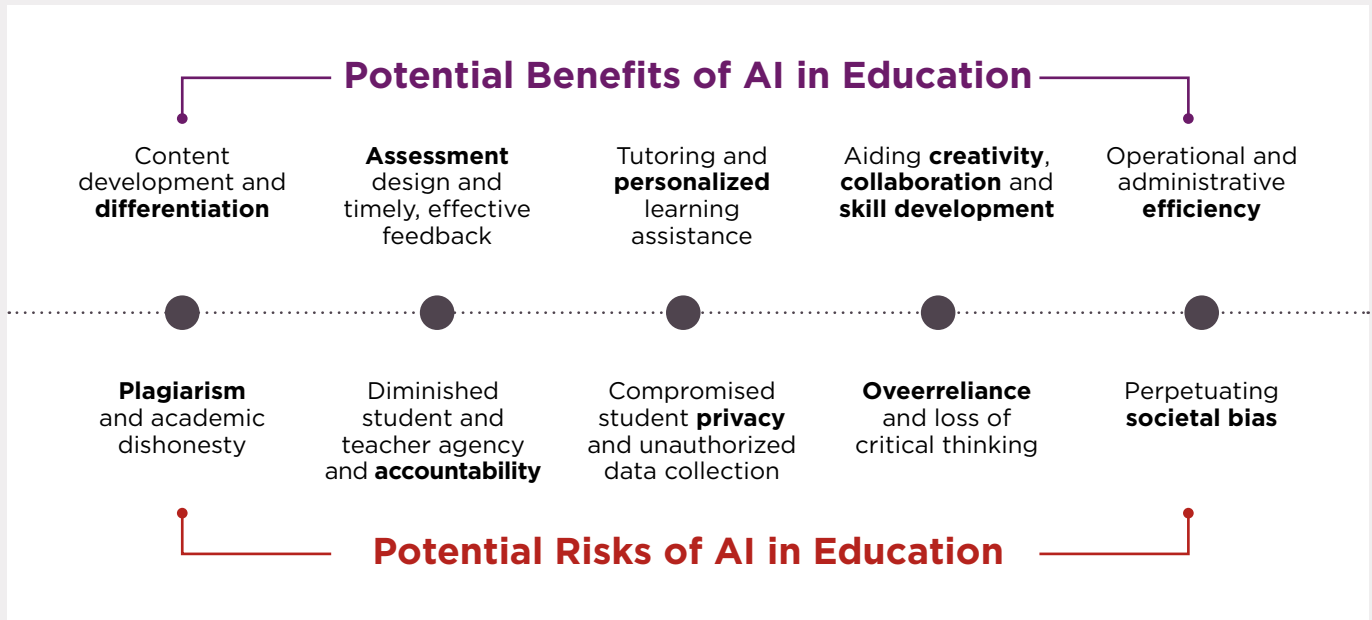 Potential Benefits of AI in Education
Content
development and
differentiation
Assessment
design and
timely, effective
feedback
Tutoring and
personalized
learning
assistance
Aiding creativity,
collaboration and
skill development
Operational and
administrative
efficiency
Plagiarism
and academic
dishonesty
Diminished
student and
teacher agency
and accountability
Compromised
student privacy
and unauthorized
data collection
Oveerreliance
and loss of
critical thinking
Perpetuating
societal bias
Potential Risks of AI in Education